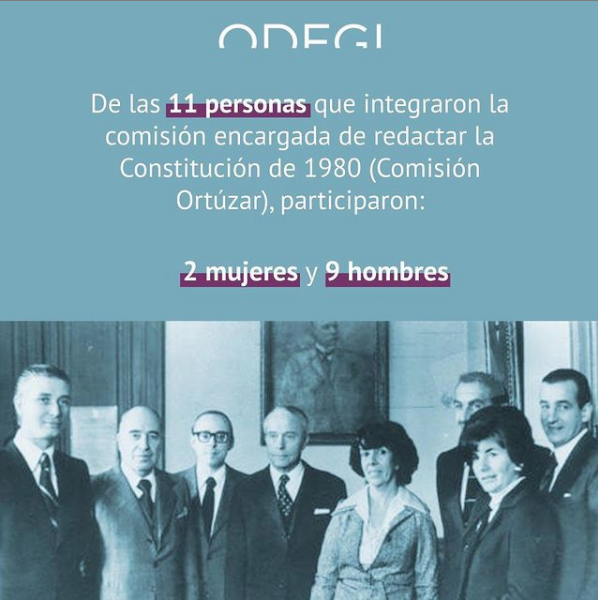 ODEGI
De las 11 personas que integraron la
comisión encargada de redactar la
Constitución de 1980 (Comisión
Ortúzar), participaron:
2 mujeres y 9 hombres